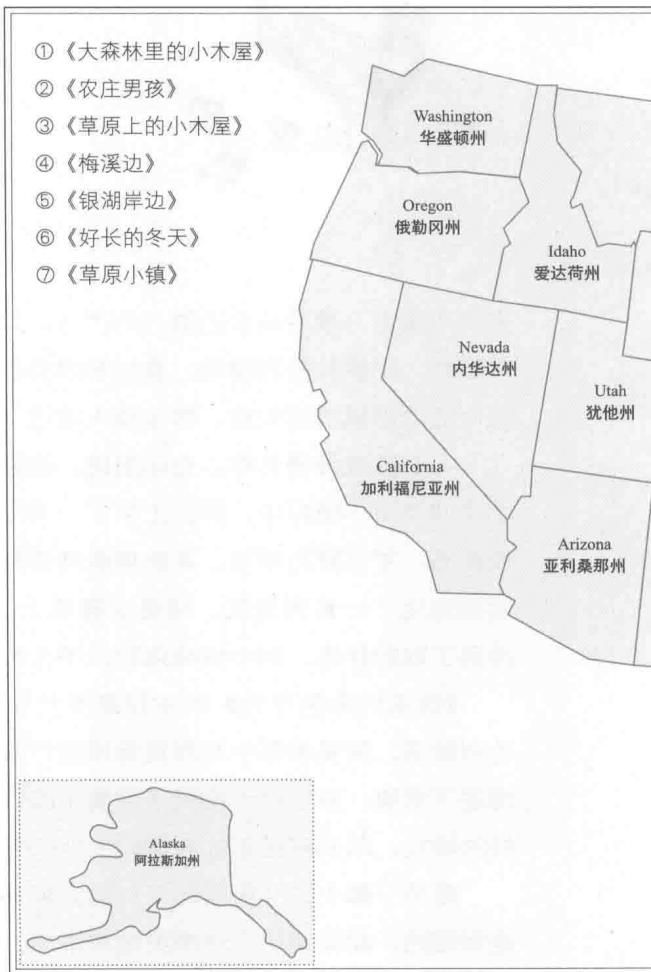 ①《大森林里的小木屋》
②《农庄男孩》
③《草原上的小木屋》
④《梅溪边》
⑤《银湖岸边》
⑥《好长的冬天》
⑦《草原小镇》
Washington
华盛顿州
Oregon
俄勒冈州
Idaho
爱达荷州
Nevada
内华达州
Utah
犹他州
California
加利福尼亚州
Arizona
亚利桑那州
Alaska
阿拉斯加州